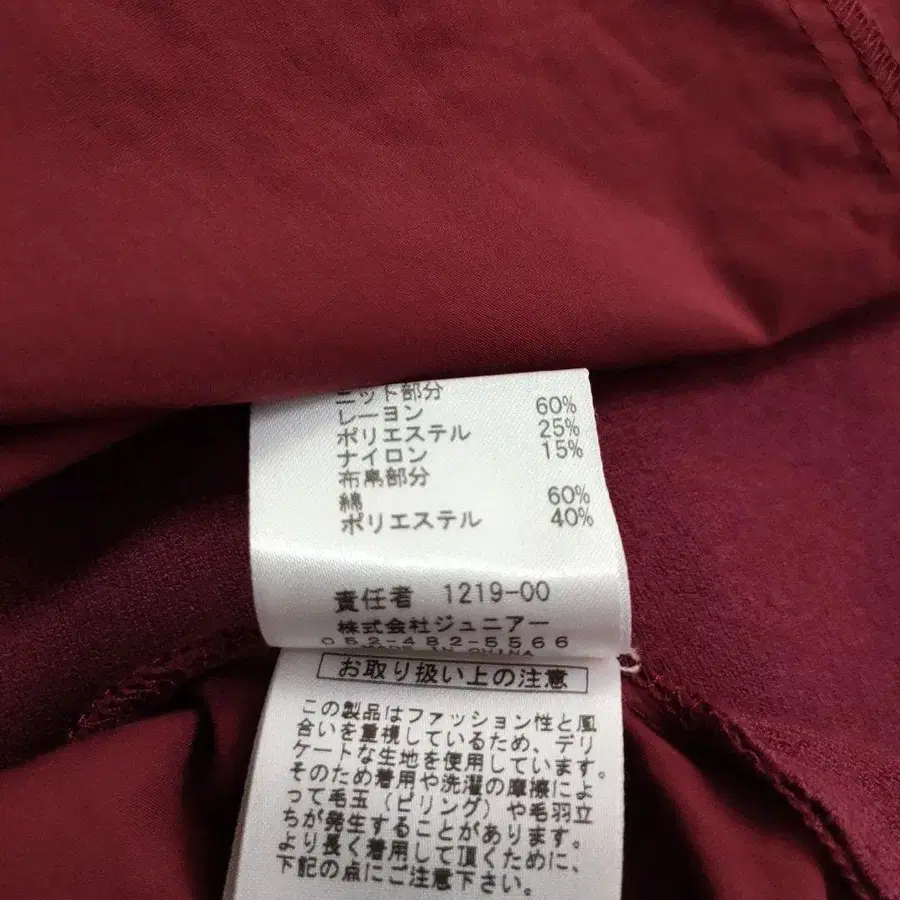 ニット部分
レーヨン 60%
ポリエステル 25%
ナイロン 15%
布帛部分
綿 60%
ポリエステル 40%
責任者 1219-00
株式会社ジュニアー
052-482-5566
MADE IN CHINA
お取り扱い上の注意
この製品はファッション性と風
合いを重視しているため、デリ
ケートな生地を使用しています。
そのため着用や洗濯の摩擦によ
って毛玉(ピリング)や毛羽立
ちが発生することがあります。
より長く着用して頂くために、
下記の点にご注意下さい。